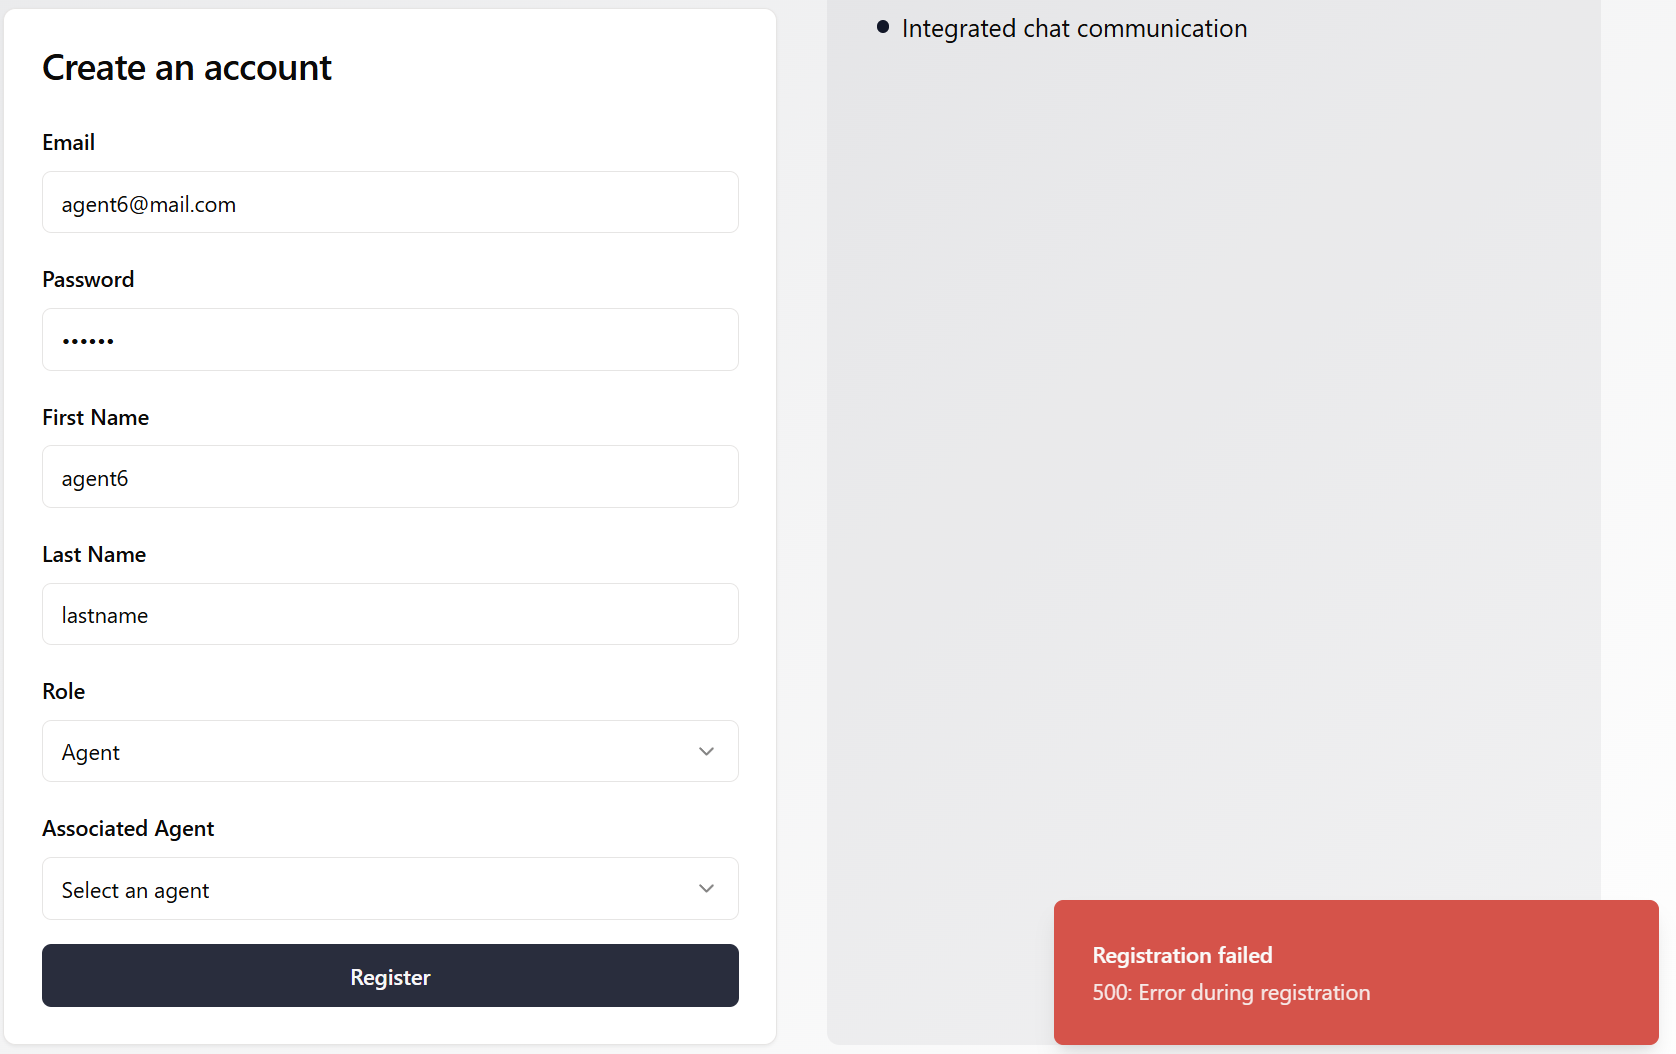 Create an account
Email
agent6@mail.com
Password
••••••
First Name
agent6
Last Name
lastname
Role
Agent
Associated Agent
Select an agent
Register
• Integrated chat communication
Registration failed
500: Error during registration